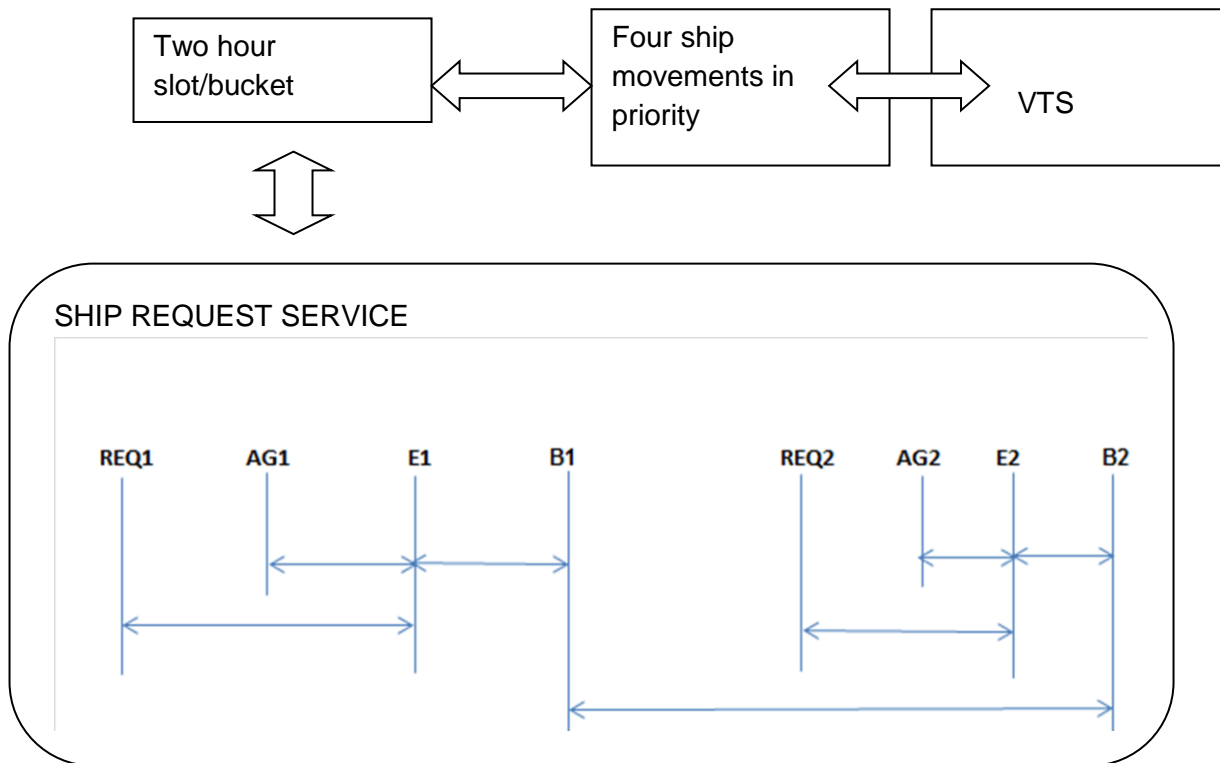 Two hour
slot/bucket
Four ship
movements in
priority
VTS
SHIP REQUEST SERVICE
REQ1 AG1 E1 B1 REQ2 AG2 E2 B2